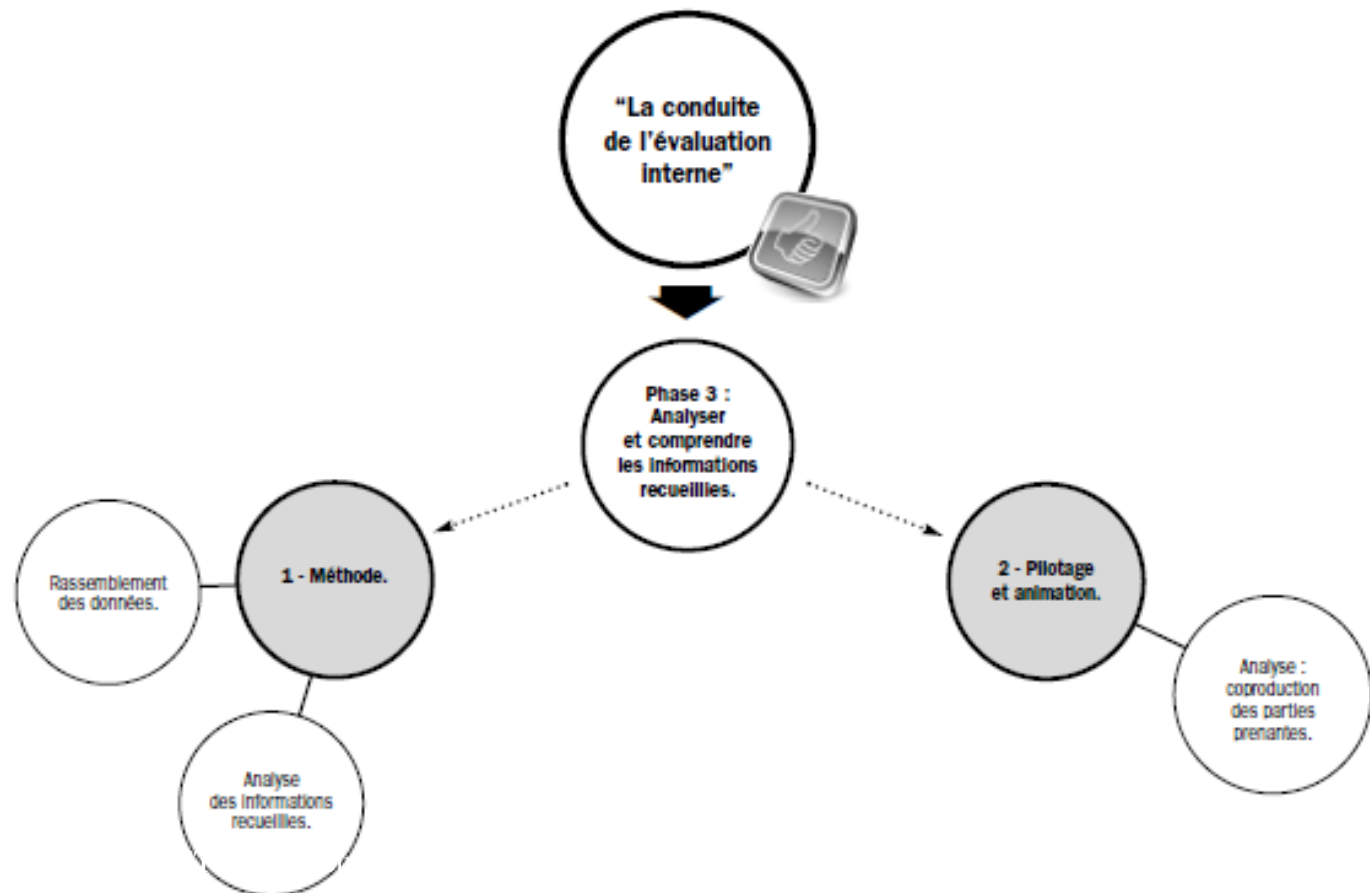 “La conduite
de l’évaluation
interne”
Phase 3 :
Analyser
et comprendre
les informations
recueillies.
1 - Méthode.
Rassemblement
des données.
Analyse
des informations
recueillies.
2 - Pilotage
et animation.
Analyse :
coproduction
des parties
prenantes.